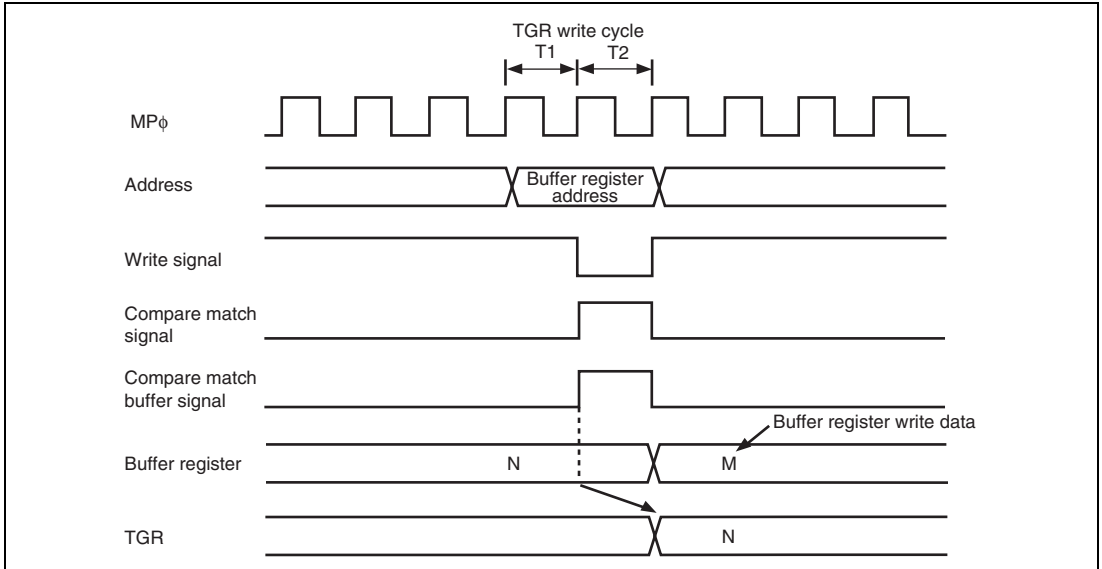 TGR write cycle
T1 T2
MPϕ
Address
Buffer register
address
Write signal
Compare match
signal
Compare match
buffer signal
Buffer register write data
Buffer register N M
TGR N